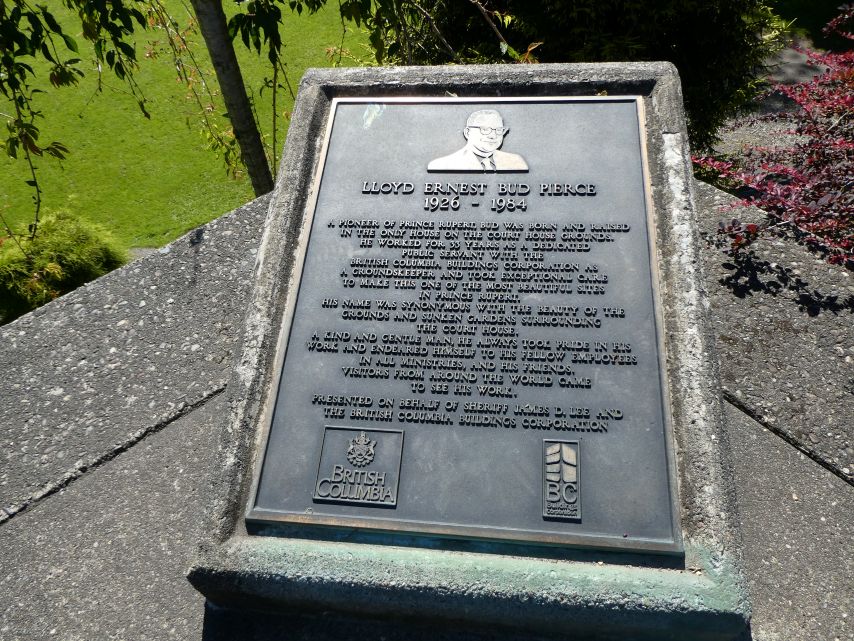 LLOYD ERNEST BUD PIERCE
1926 - 1984
A PIONEER OF PRINCE RUPERT, BUD WAS BORN AND RAISED
IN THE ONLY HOUSE ON THE COURT HOUSE GROUNDS.
HE WORKED FOR 33 YEARS AS A DEDICATED
PUBLIC SERVANT WITH THE
BRITISH COLUMBIA BUILDINGS CORPORATION AS
A GROUNDSKEEPER AND TOOK EXCEPTIONAL CARE
TO MAKE THIS ONE OF THE MOST BEAUTIFUL SITES
IN PRINCE RUPERT.
HIS NAME WAS SYNONYMOUS WITH THE BEAUTY OF THE
GROUNDS AND SUNKEN GARDENS SURROUNDING
THE COURT HOUSE.
A KIND AND GENTLE MAN, HE ALWAYS TOOK PRIDE IN HIS
WORK AND ENDEARED HIMSELF TO HIS FELLOW EMPLOYEES
IN ALL MINISTRIES, AND HIS FRIENDS.
VISITORS FROM AROUND THE WORLD CAME
TO SEE HIS WORK.
PRESENTED ON BEHALF OF SHERIFF JAMES D. LEE AND
THE BRITISH COLUMBIA BUILDINGS CORPORATION
BRITISH
COLUMBIA
BC
Buildings
Corporation